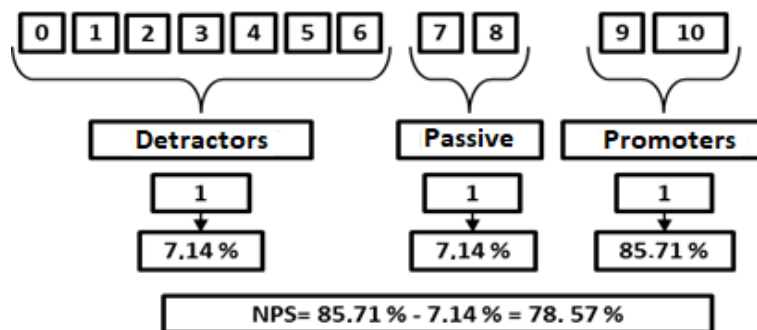 0 1 2 3 4 5 6 7 8 9 10
Detractors Passive Promoters
1 1 1
7.14 % 7.14 % 85.71 %
NPS= 85.71 % - 7.14 % = 78. 57 %